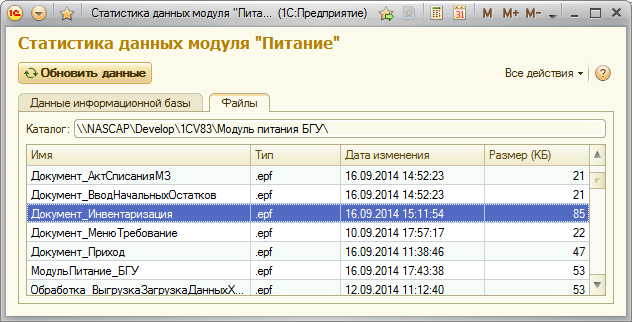 Статистика данных модуля "Пита... (1С:Предприятие)
31
M M+ M-
Статистика данных модуля "Питание"
Обновить данные
Все действия
?
Данные информационной базы
Файлы
Каталог: \\NASCAP\Develop\1CV83\Модуль питания БГУ\
Имя Тип Дата изменения Размер (КБ)
Документ_АктСписанияМЗ .epf 16.09.2014 14:52:23 21
Документ_ВводНачальныхОстатков .epf 16.09.2014 14:52:23 21
Документ_Инвентаризация .epf 16.09.2014 15:11:54 85
Документ_МенюТребование .epf 10.09.2014 17:57:17 22
Документ_Приход .epf 16.09.2014 11:38:46 47
МодульПитание_БГУ .epf 16.09.2014 17:43:38 53
Обработка_ВыгрузкаЗагрузкаДанныхX... .epf 12.09.2014 11:12:40 53